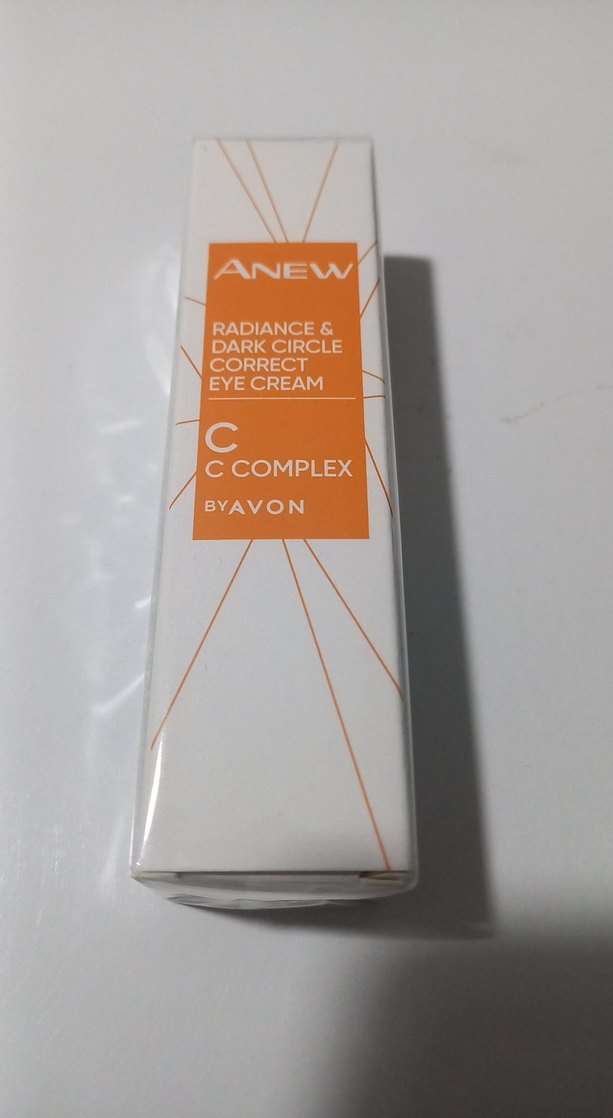 ANEW
RADIANCE &
DARK CIRCLE
CORRECT
EYE CREAM
C
C COMPLEX
BY AVON